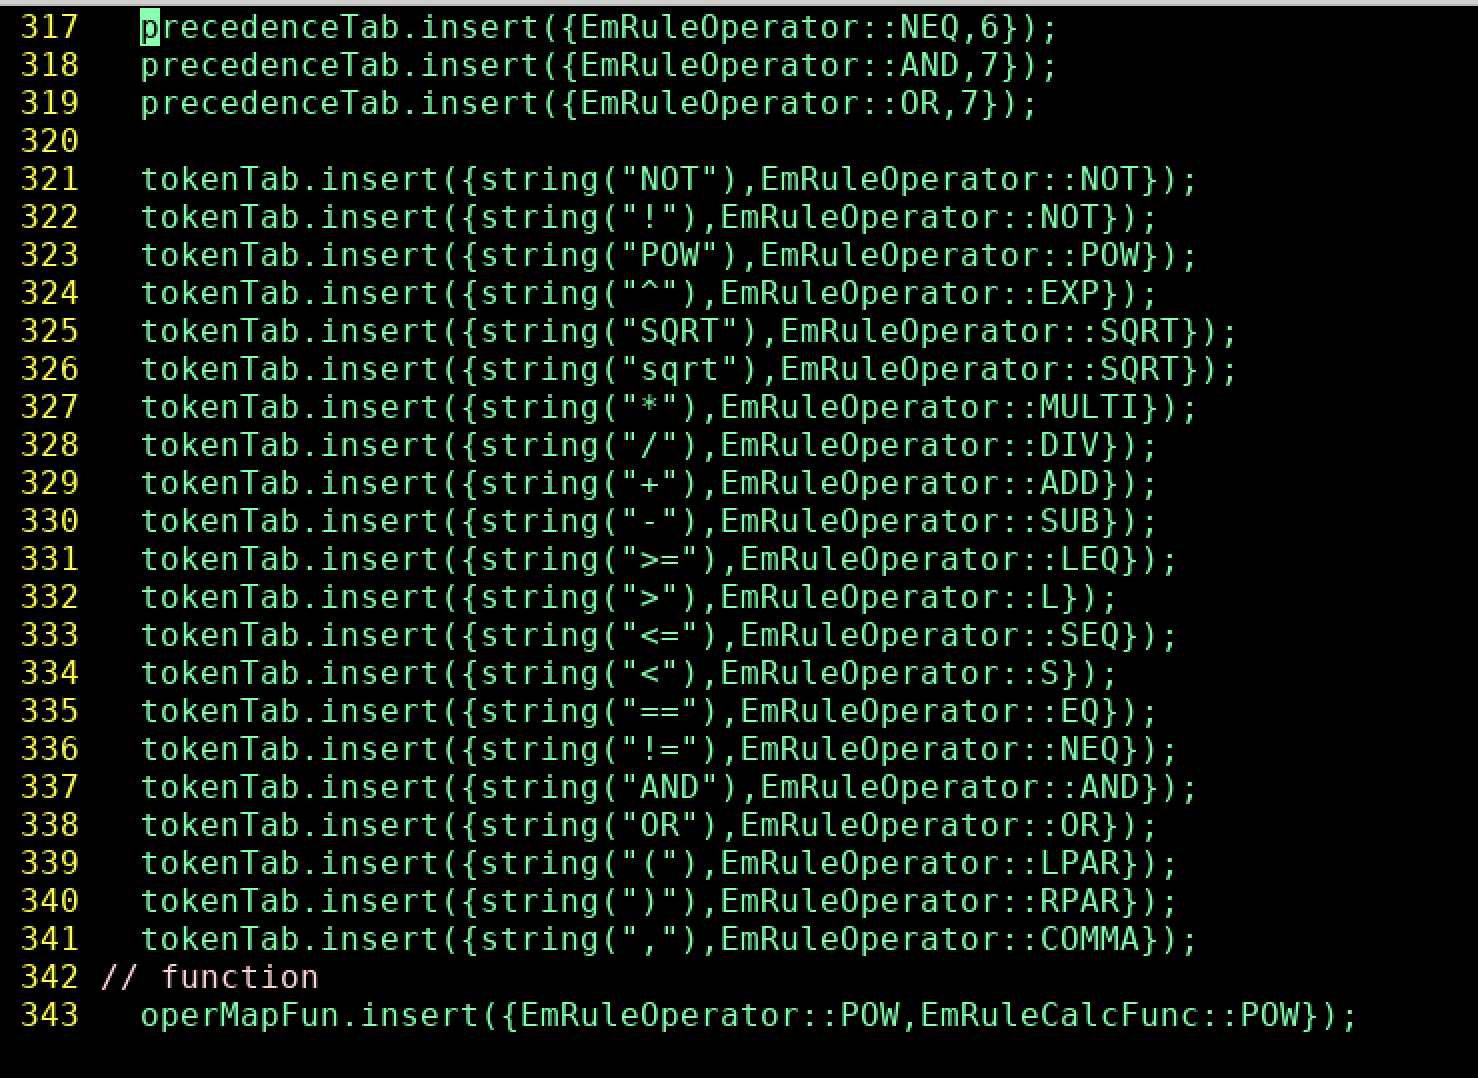 317   precedenceTab.insert({EmRuleOperator::NEQ,6});
318   precedenceTab.insert({EmRuleOperator::AND,7});
319   precedenceTab.insert({EmRuleOperator::OR,7});
320
321   tokenTab.insert({string("NOT"),EmRuleOperator::NOT});
322   tokenTab.insert({string("!"),EmRuleOperator::NOT});
323   tokenTab.insert({string("POW"),EmRuleOperator::POW});
324   tokenTab.insert({string("^"),EmRuleOperator::EXP});
325   tokenTab.insert({string("SQRT"),EmRuleOperator::SQRT});
326   tokenTab.insert({string("sqrt"),EmRuleOperator::SQRT});
327   tokenTab.insert({string("*"),EmRuleOperator::MULTI});
328   tokenTab.insert({string("/"),EmRuleOperator::DIV});
329   tokenTab.insert({string("+"),EmRuleOperator::ADD});
330   tokenTab.insert({string("-"),EmRuleOperator::SUB});
331   tokenTab.insert({string(">="),EmRuleOperator::LEQ});
332   tokenTab.insert({string(">"),EmRuleOperator::L});
333   tokenTab.insert({string("<="),EmRuleOperator::SEQ});
334   tokenTab.insert({string("<"),EmRuleOperator::S});
335   tokenTab.insert({string("=="),EmRuleOperator::EQ});
336   tokenTab.insert({string("!="),EmRuleOperator::NEQ});
337   tokenTab.insert({string("AND"),EmRuleOperator::AND});
338   tokenTab.insert({string("OR"),EmRuleOperator::OR});
339   tokenTab.insert({string("("),EmRuleOperator::LPAR});
340   tokenTab.insert({string(")"),EmRuleOperator::RPAR});
341   tokenTab.insert({string(","),EmRuleOperator::COMMA});
342 // function
343   operMapFun.insert({EmRuleOperator::POW,EmRuleCalcFunc::POW});